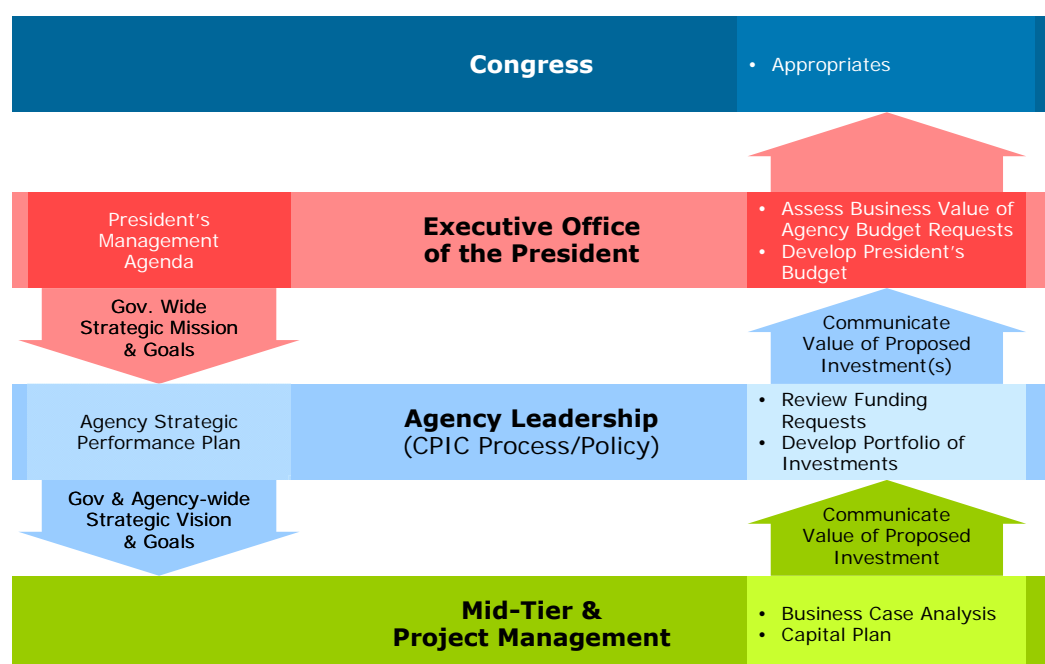 Congress
• Appropriates
President's
Management
Agenda
Executive Office
of the President
• Assess Business Value of
Agency Budget Requests
• Develop President's
Budget
Gov. Wide
Strategic Mission
& Goals
Communicate
Value of Proposed
Investment(s)
Agency Strategic
Performance Plan
Agency Leadership
(CPIC Process/Policy)
• Review Funding
Requests
• Develop Portfolio of
Investments
Gov & Agency-wide
Strategic Vision
& Goals
Communicate
Value of Proposed
Investment
Mid-Tier &
Project Management
• Business Case Analysis
• Capital Plan